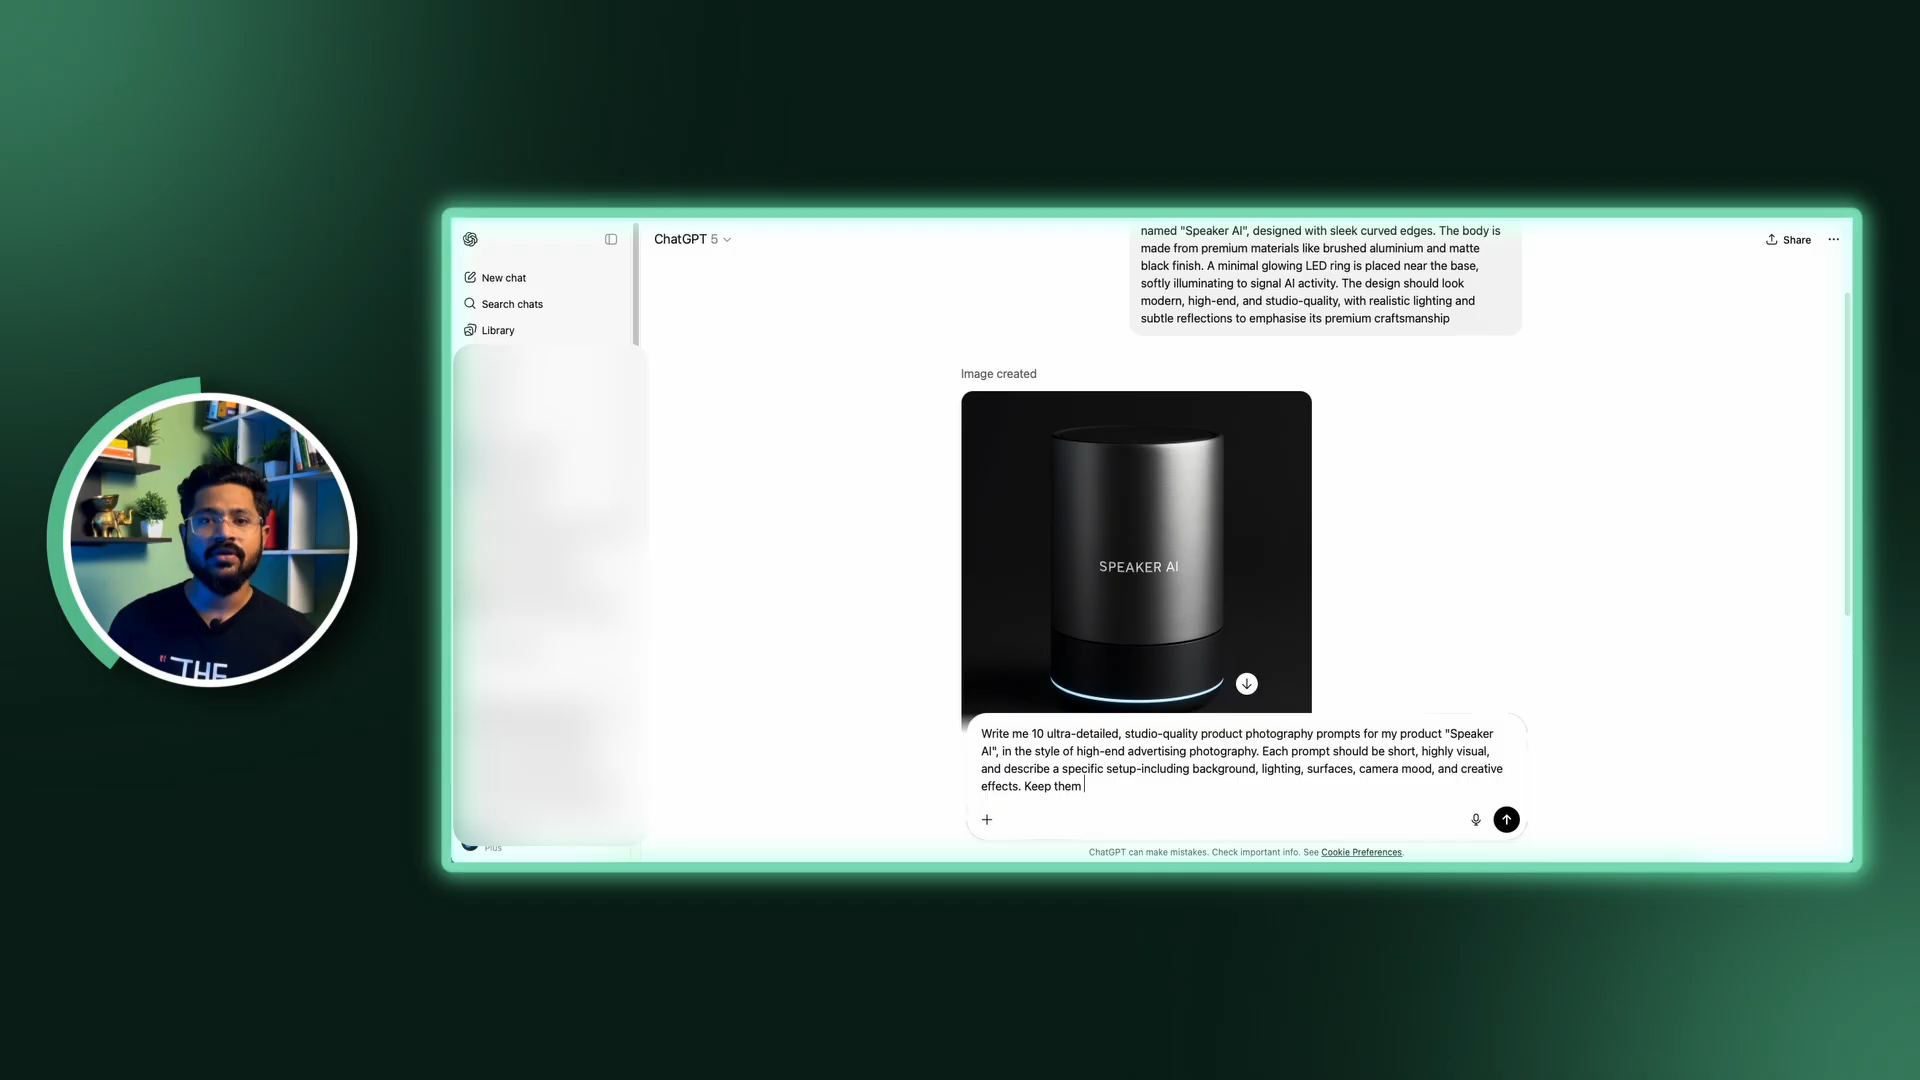 ChatGPT 5
Share
New chat
Search chats
Library
Plus
named "Speaker AI", designed with sleek curved edges. The body is
made from premium materials like brushed aluminium and matte
black finish. A minimal glowing LED ring is placed near the base,
softly illuminating to signal AI activity. The design should look
modern, high-end, and studio-quality, with realistic lighting and
subtle reflections to emphasise its premium craftsmanship
Image created
SPEAKER AI
Write me 10 ultra-detailed, studio-quality product photography prompts for my product "Speaker
AI", in the style of high-end advertising photography. Each prompt should be short, highly visual,
and describe a specific setup-including background, lighting, surfaces, camera mood, and creative
effects. Keep them
ChatGPT can make mistakes. Check important info. See Cookie Preferences.
"THE